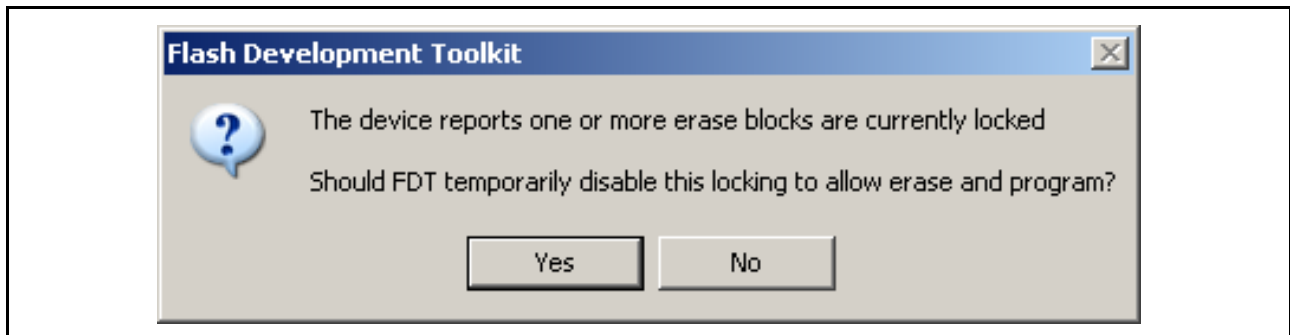 Flash Development Toolkit
The device reports one or more erase blocks are currently locked
Should FDT temporarily disable this locking to allow erase and program?
Yes
No